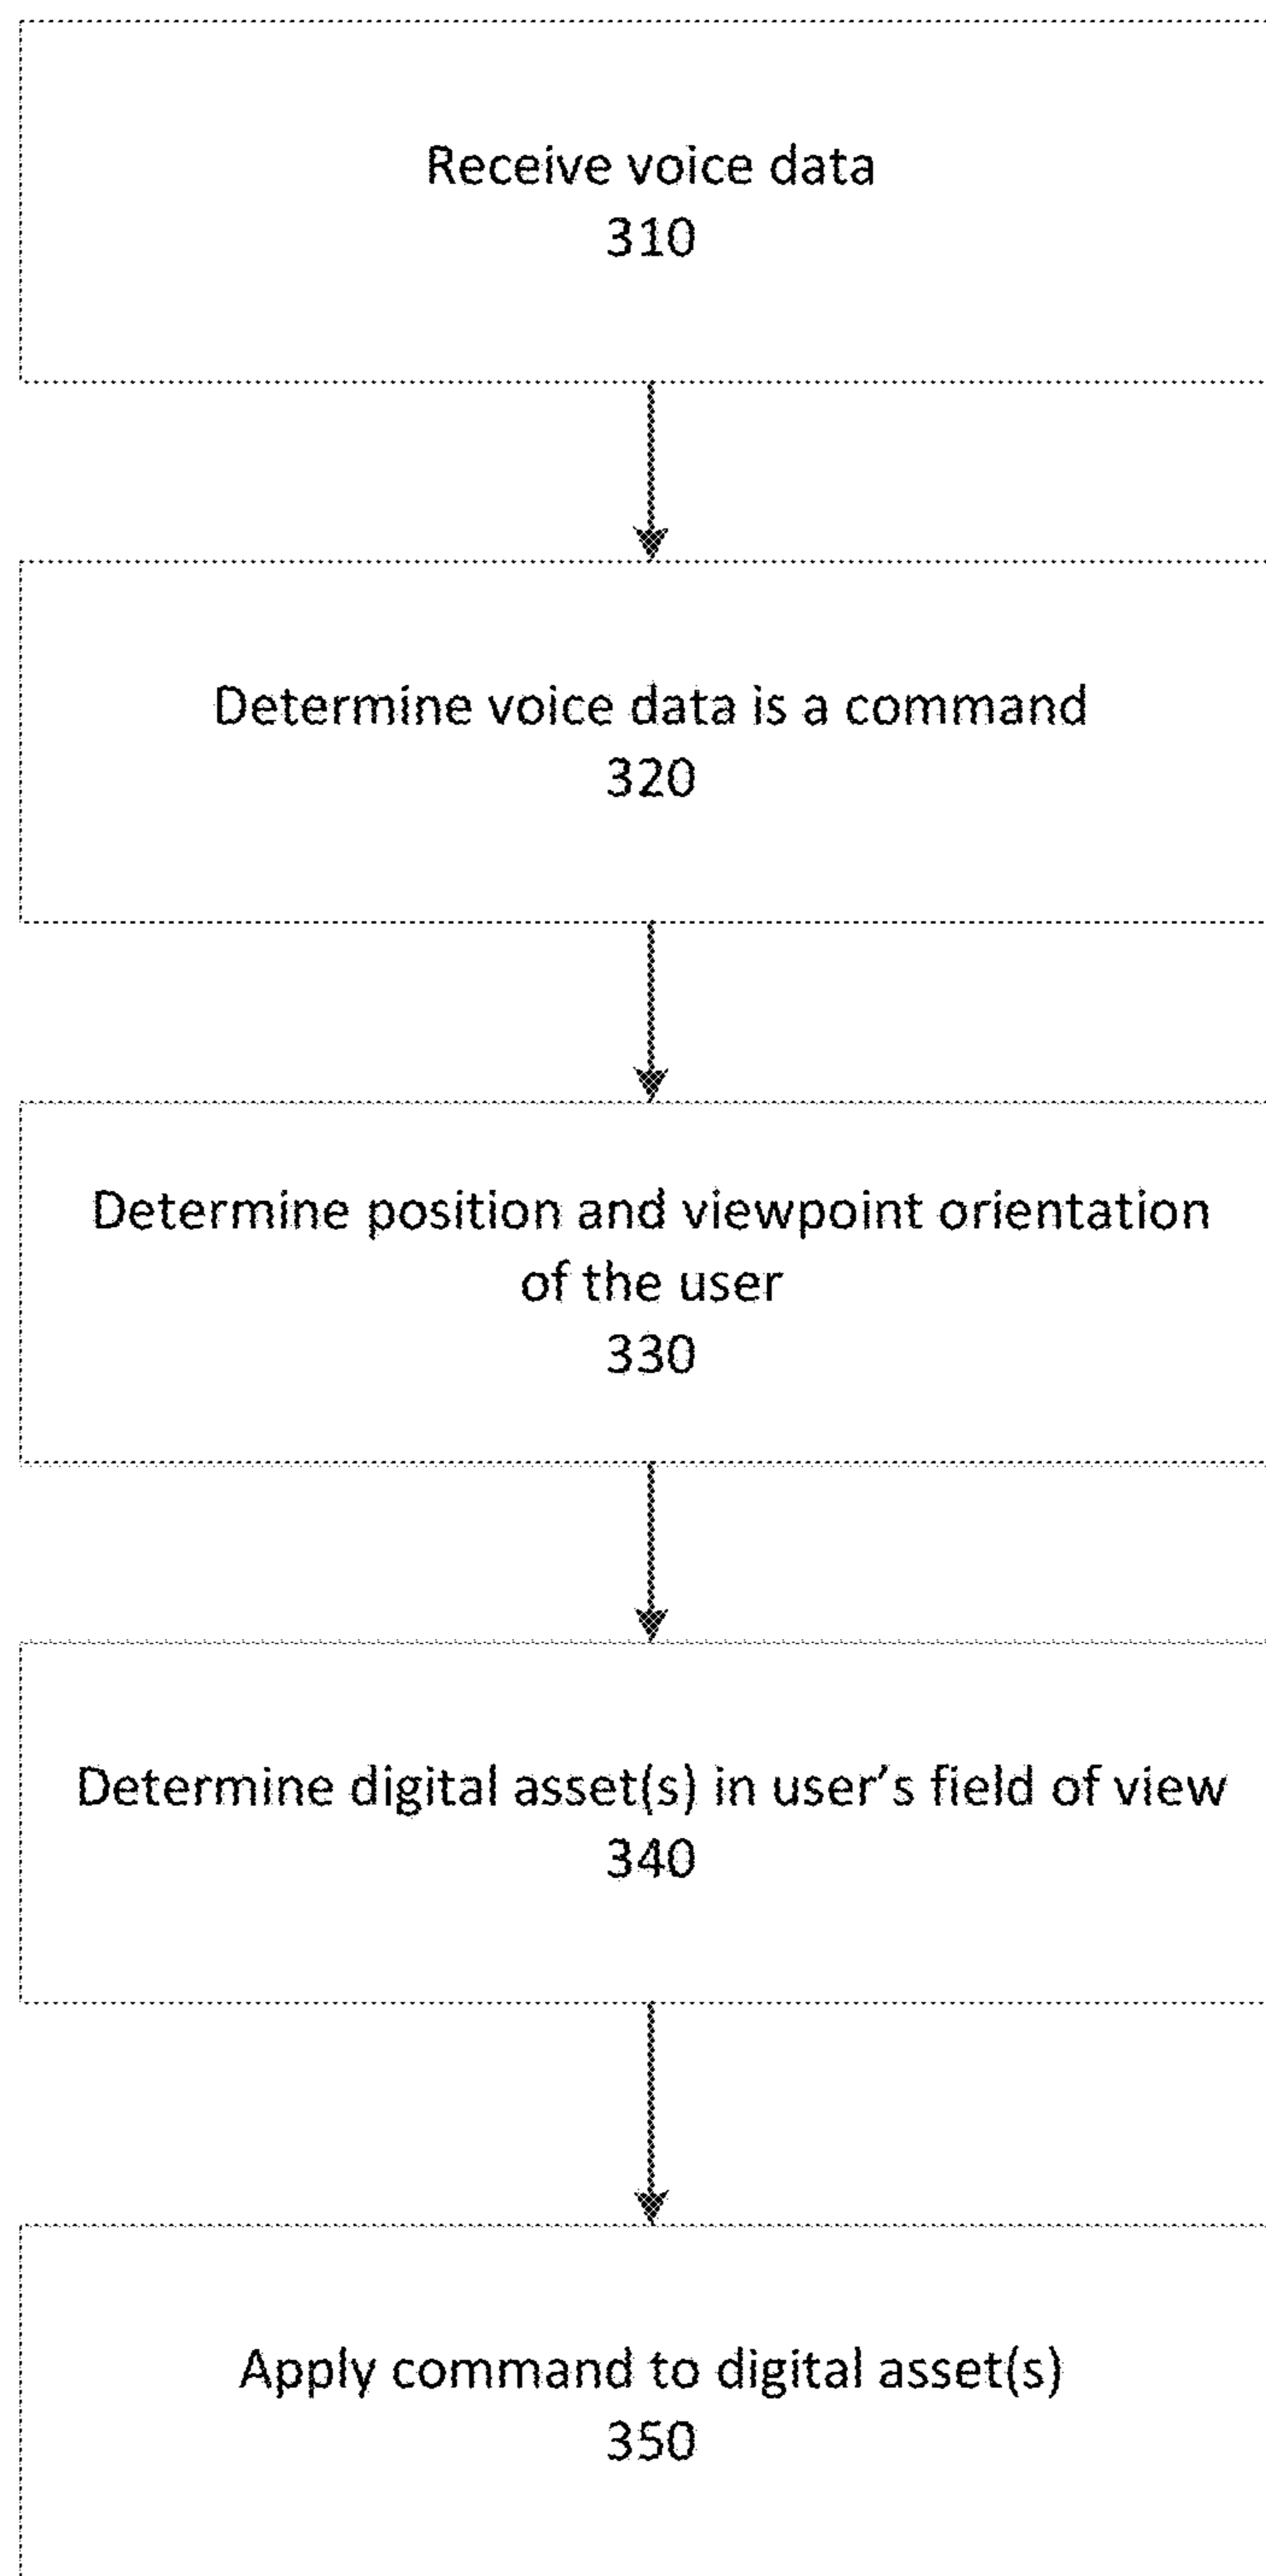 Receive voice data
310
Determine voice data is a command
320
Determine position and viewpoint orientation
of the user
330
Determine digital asset(s) in user’s field of view
340
Apply command to digital asset(s)
350